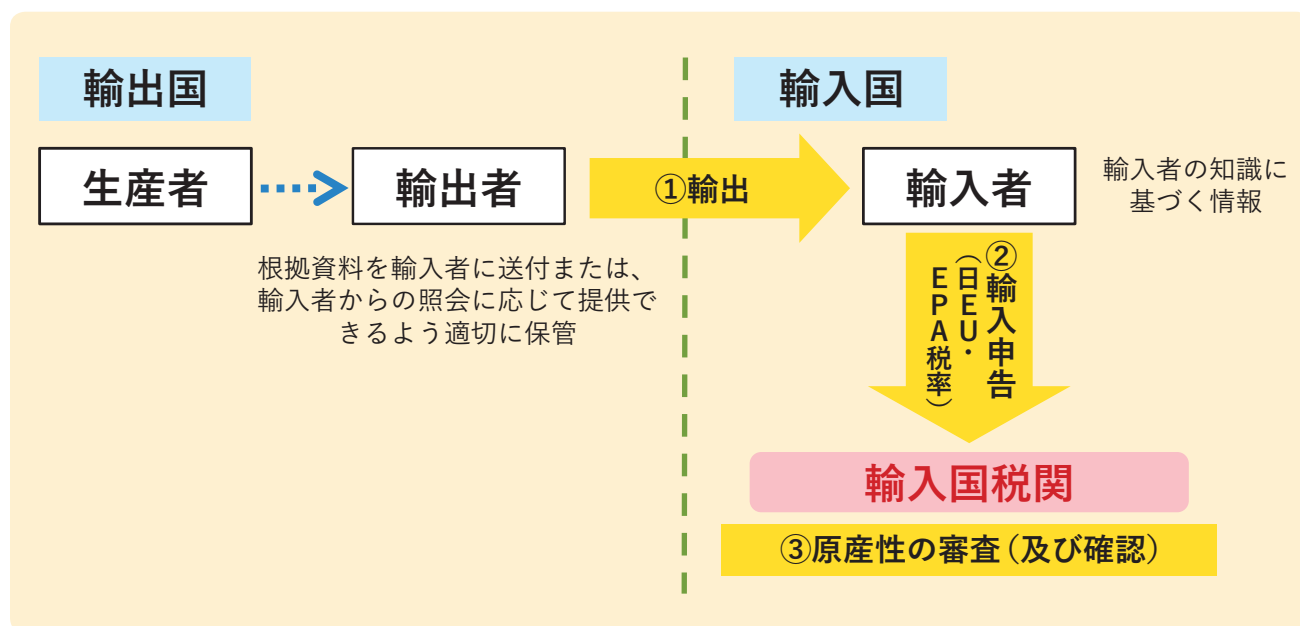 輸出国
生産者
輸出者
根拠資料を輸入者に送付または、
輸入者からの照会に応じて提供で
きるよう適切に保管
①輸出
輸入国
輸入者
輸入者の知識に
基づく情報
②輸入申告
（日EU・
EPA税率）
輸入国税関
③原産性の審査（及び確認）